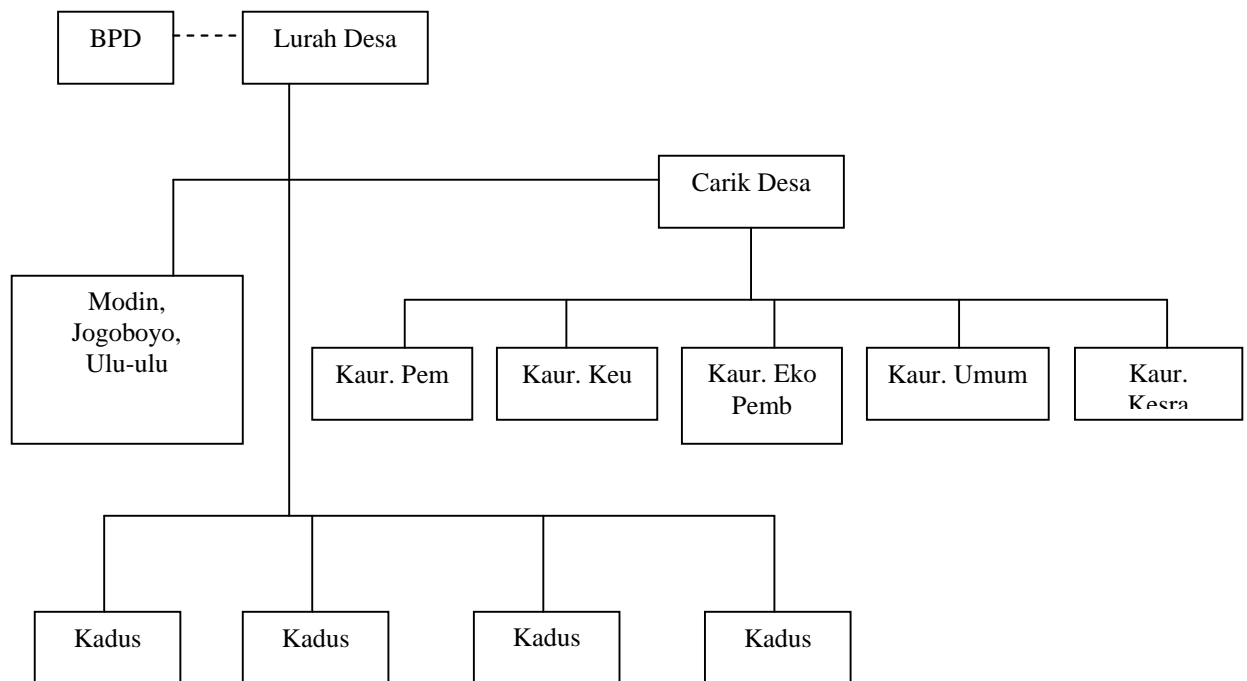 BPD
Lurah Desa
Carik Desa
Modin,
Jogoboyo,
Ulu-ulu
Kaur. Pem
Kaur. Keu
Kaur. Eko
Pemb
Kaur. Umum
Kaur.
Kesra
Kadus
Kadus
Kadus
Kadus